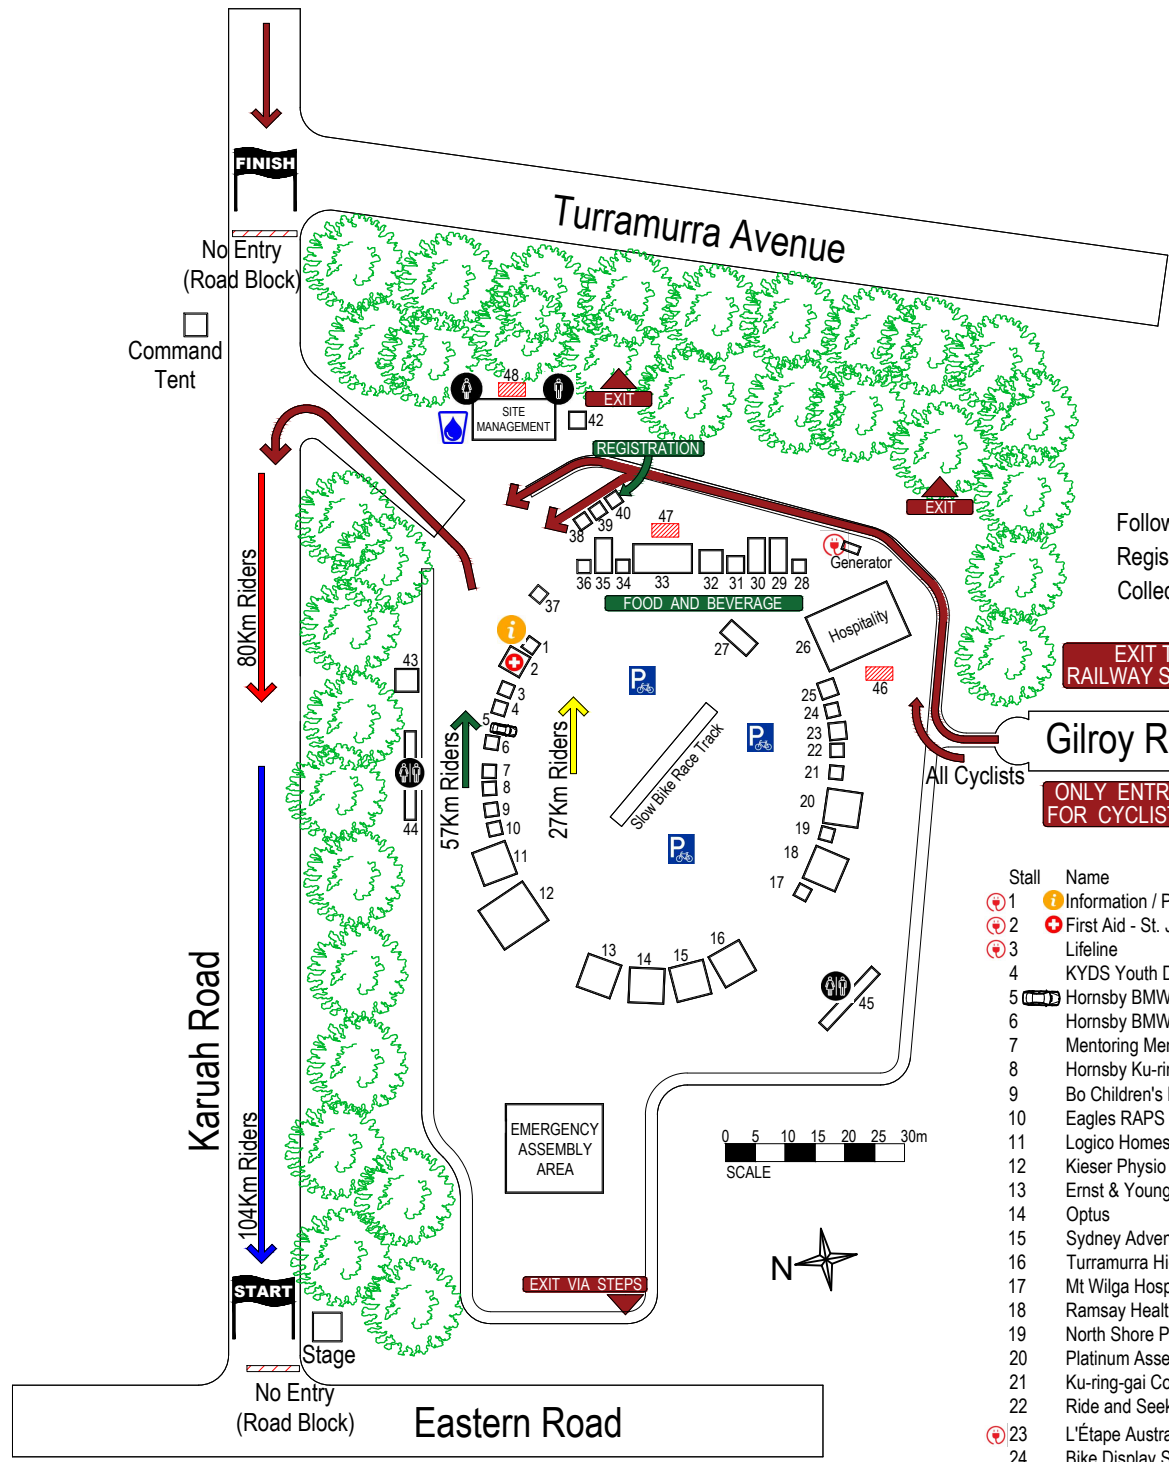 FINISH
Turramurra Avenue
No Entry
(Road Block)
Command
Tent
48
EXIT
SITE
MANAGEMENT
42
REGISTRATION
EXIT
47
40
39
38
Generator
36 35 34 33 32 31 30 29 28
FOOD AND BEVERAGE
37
Hospitality
26
27
46
1
2
3
4
5
6
7
8
9
10
11
12
13
14
15
16
17
18
19
20
21
22
23
24
25
43
44
45
80Km Riders
57Km Riders
27Km Riders
104Km Riders
Slow Bike Race Track
P
P
P
Follow
Regis
Collec
EXIT T
RAILWAY S
Gilroy R
All Cyclists
ONLY ENTR
FOR CYCLIS
Karuah Road
EMERGENCY
ASSEMBLY
AREA
0 5 10 15 20 25 30m
SCALE
N
EXIT VIA STEPS
START
Stage
No Entry
(Road Block)
Eastern Road
Stall Name
1 i Information / P
2 First Aid - St. J
3 Lifeline
4 KYDS Youth D
5 Hornsby BMW
6 Hornsby BMW
7 Mentoring Me
8 Hornsby Ku-rin
9 Bo Children's
10 Eagles RAPS
11 Logico Homes
12 Kieser Physio
13 Ernst & Young
14 Optus
15 Sydney Adven
16 Turramurra Hi
17 Mt Wilga Hosp
18 Ramsay Healt
19 North Shore P
20 Platinum Asse
21 Ku-ring-gai Co
22 Ride and Seek
23 L'Étape Austra
24 Bike Display S